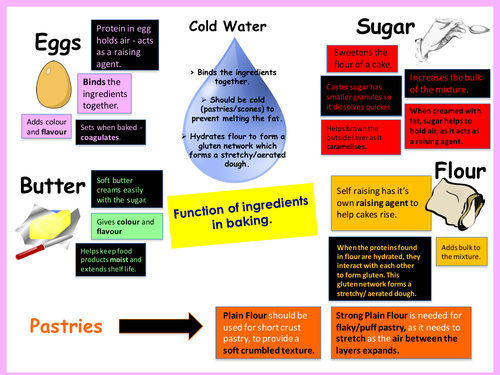 Eggs
Protein in egg
holds air - acts
as a raising
agent.
Binds the
ingredients
together.
Adds colour
and flavour
Sets when baked -
coagulates.
Cold Water
> Binds the ingredients
together.
> Should be cold
(pastries/scones) to
prevent melting the fat.
> Hydrates flour to form a
gluten network which
forms a stretchy/aerated
dough.
Sugar
Sweetens the
flour of a cake.
Caster sugar has
smaller granules so
it dissolves quicker.
Helps brown the
outside layer as it
caramelises.
Increases the bulk
of the mixture.
When creamed with
fat, sugar helps to
hold air, as it acts as
a raising agent.
Butter
Soft butter
creams easily
with the sugar.
Gives colour and
flavour
Helps keep food
products moist and
extends shelf life.
Function of ingredients
in baking.
Flour
Self raising has it's
own raising agent to
help cakes rise.
When the proteins found
in flour are hydrated, they
interact with each other
to form gluten. This
gluten network forms a
stretchy/ aerated dough.
Adds bulk to
the mixture.
Pastries
Plain Flour should be
used for short crust
pastry, to provide a
soft crumbled texture.
Strong Plain Flour is needed for
flaky/puff pastry, as it needs to
stretch as the air between the
layers expands.